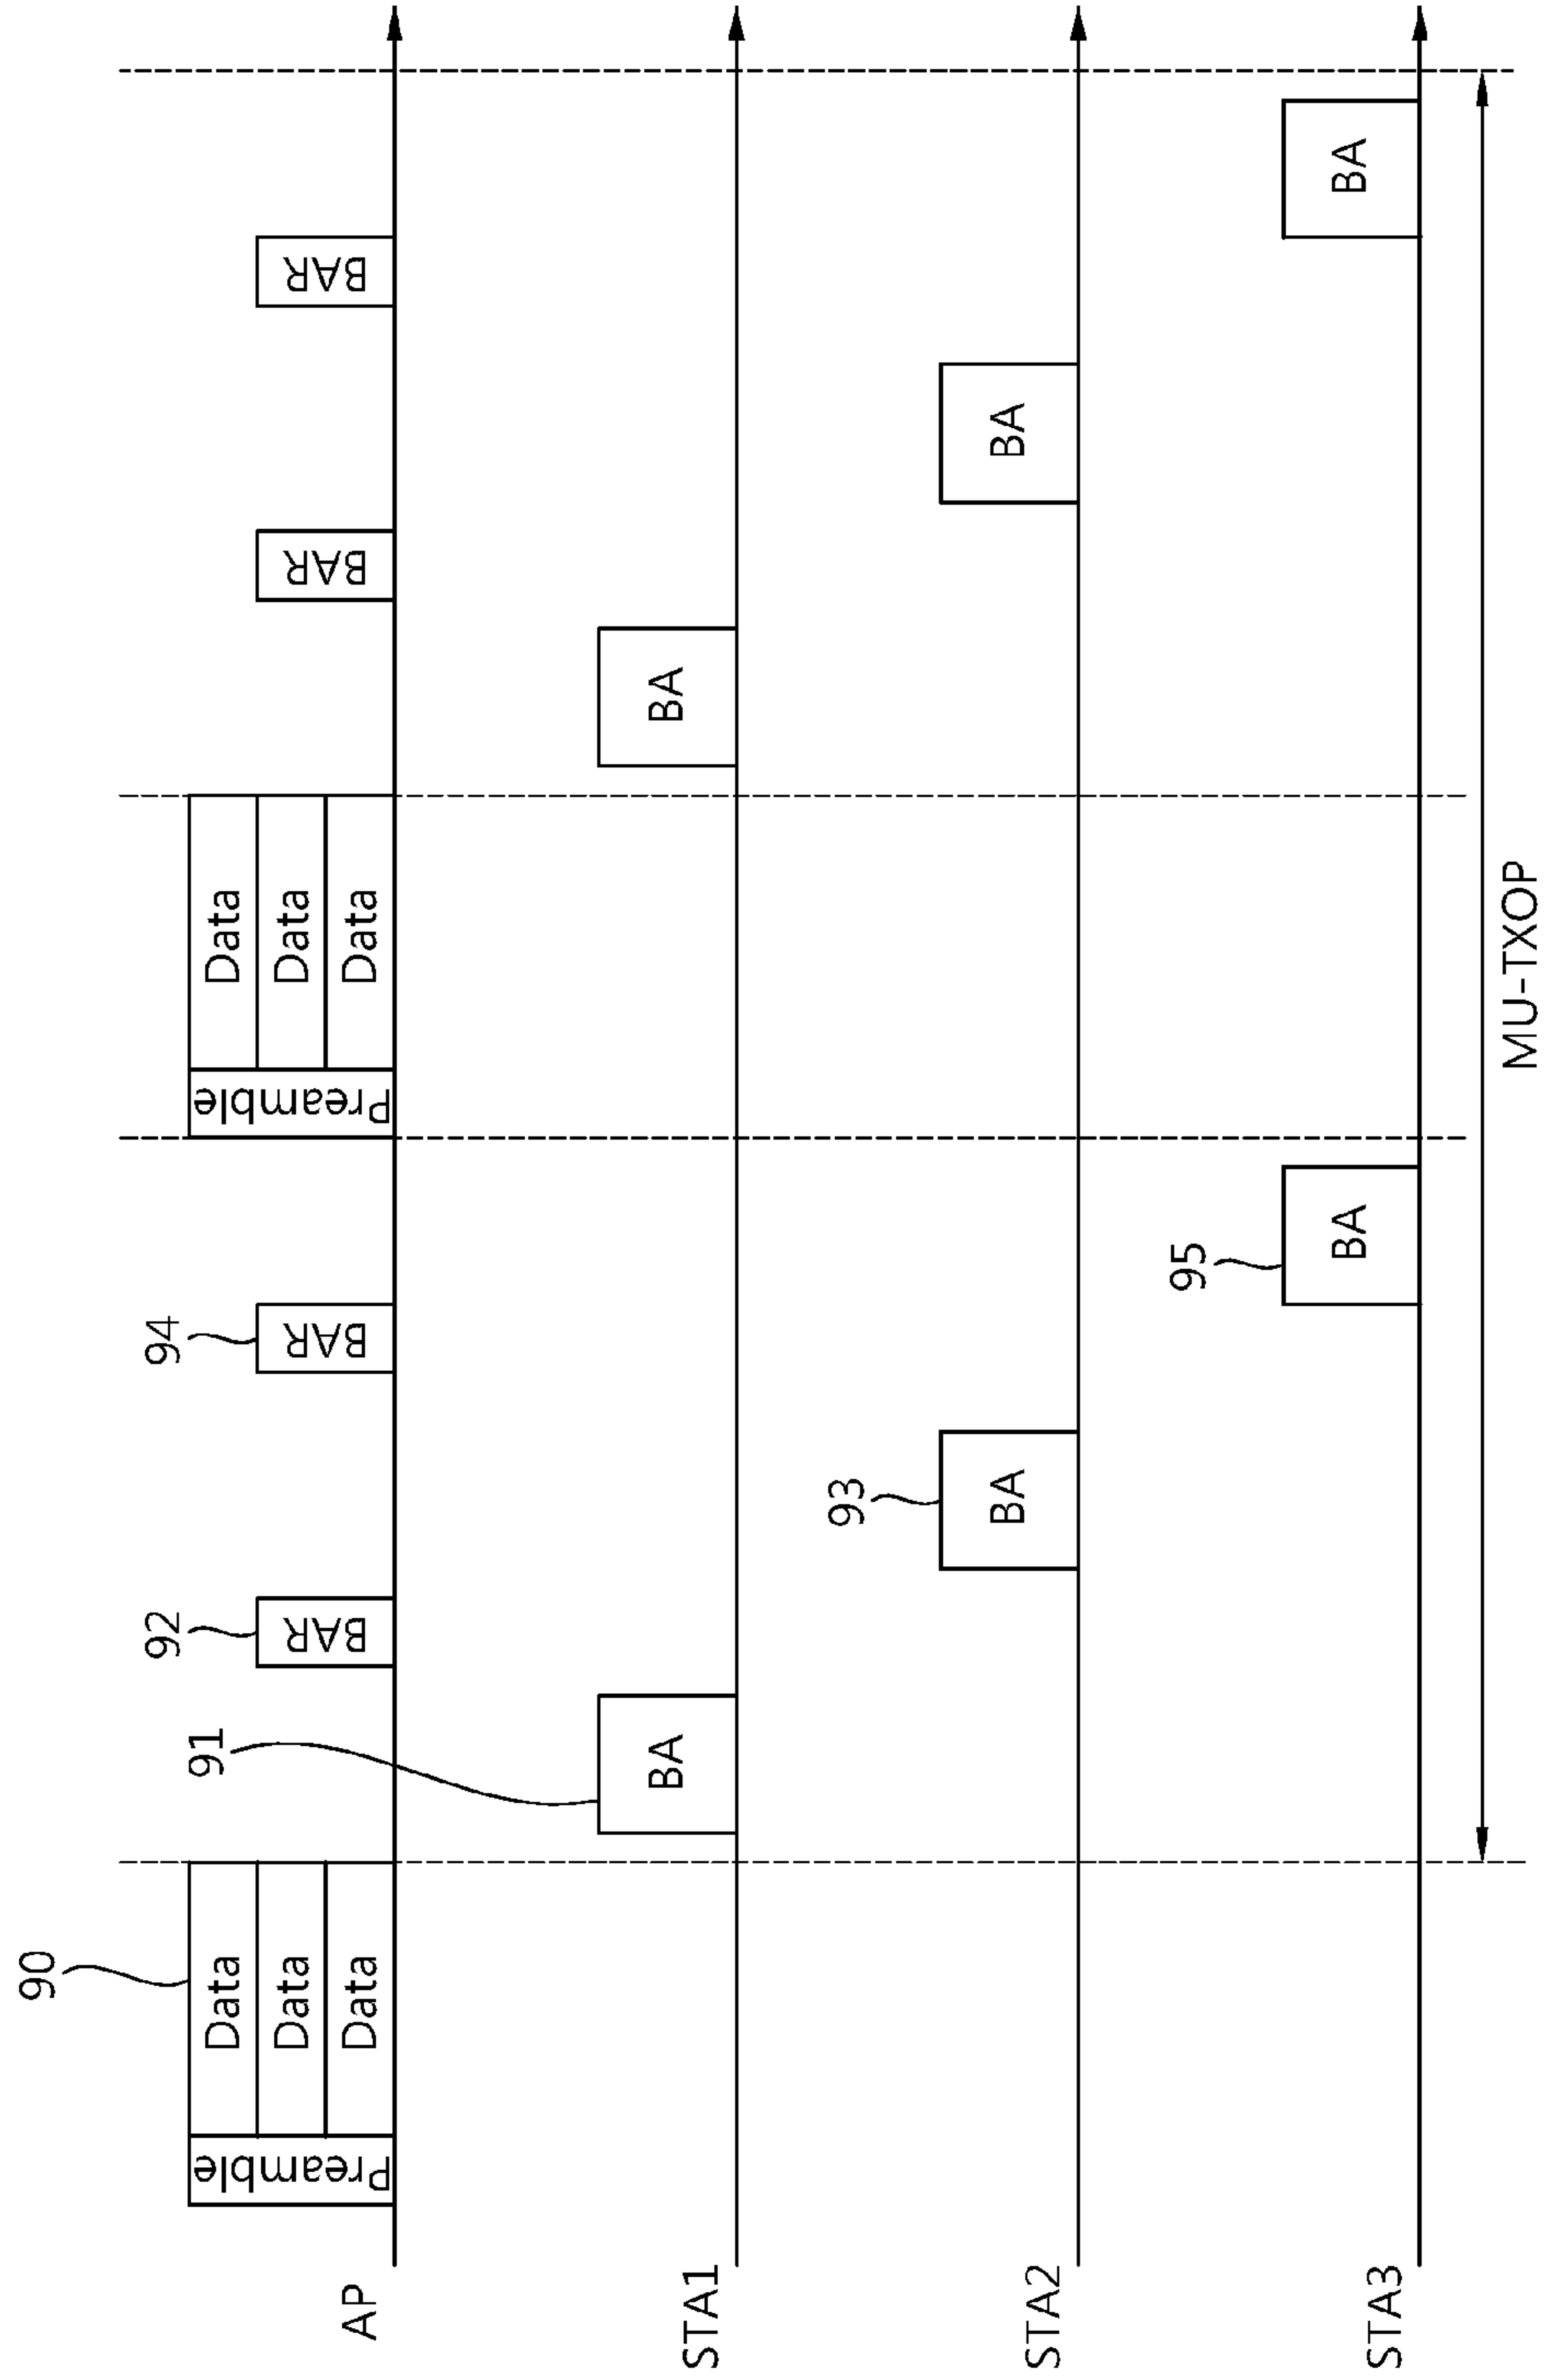 90
92
94
91
AP
Preamble
Data
Data
Data
BAR
BAR
Preamble
Data
Data
Data
BAR
BAR
STA1
BA
BA
93
STA2
BA
BA
95
STA3
BA
BA
MU-TXOP